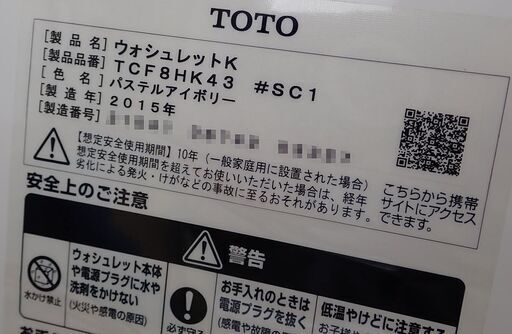 TOTO
[製品名] ウォシュレットK
[製品品番] TCF8HK43 #SC1
[色名] パステルアイボリー
[製造年] 2015年
[製造番号]
【想定安全使用期間】10年（一般家庭用に設置された場合）
想定安全使用期間を超えてお使いいただいた場合は、経年
劣化による発火・けがなどの事故に至るおそれがあります。
こちらから携帯
サイトにアクセス
できます。
安全上のご注意
警告
ウォシュレット本体
や電源プラグに水や
洗剤をかけない
(感電や火災の原因)
水かけ禁止
お手入れのときは
電源プラグを抜く
必ず守る
低温やけどに注意する